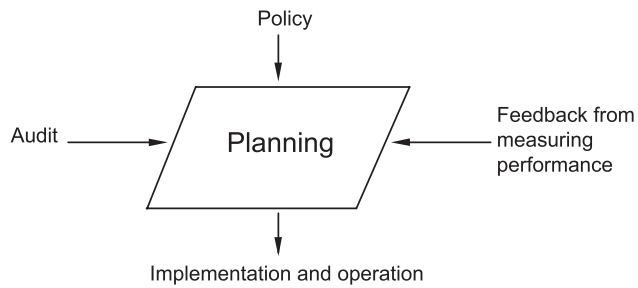 Policy
Audit
Planning
Feedback from
measuring
performance
Implementation and operation